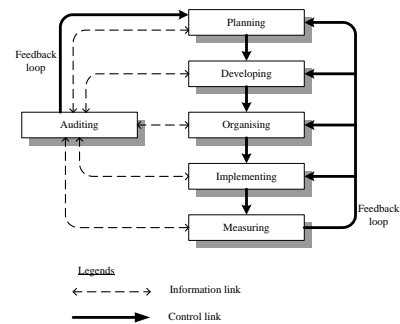 Planning
Feedback
loop
Developing
Auditing
Organising
Implementing
Feedback
loop
Measuring
Legends
Information link
Control link